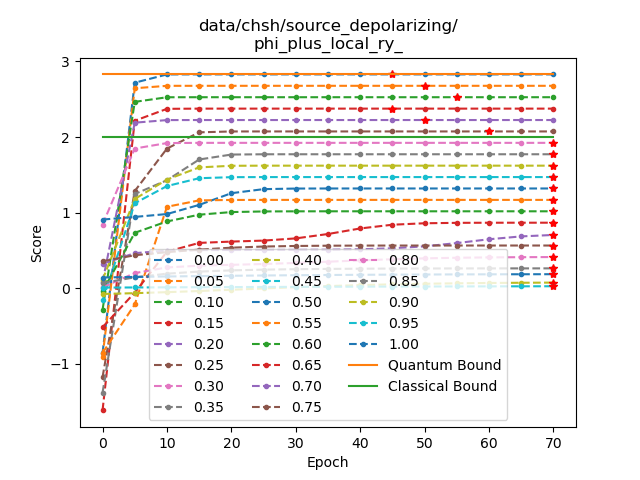 data/chsh/source_depolarizing/
phi_plus_local_ry_
3
2
1
0
−1
Score
0.00 0.40 0.80
0.05 0.45 0.85
0.10 0.50 0.90
0.15 0.55 0.95
0.20 0.60 1.00
0.25 0.65 Quantum Bound
0.30 0.70 Classical Bound
0.35 0.75
0 10 20 30 40 50 60 70
Epoch